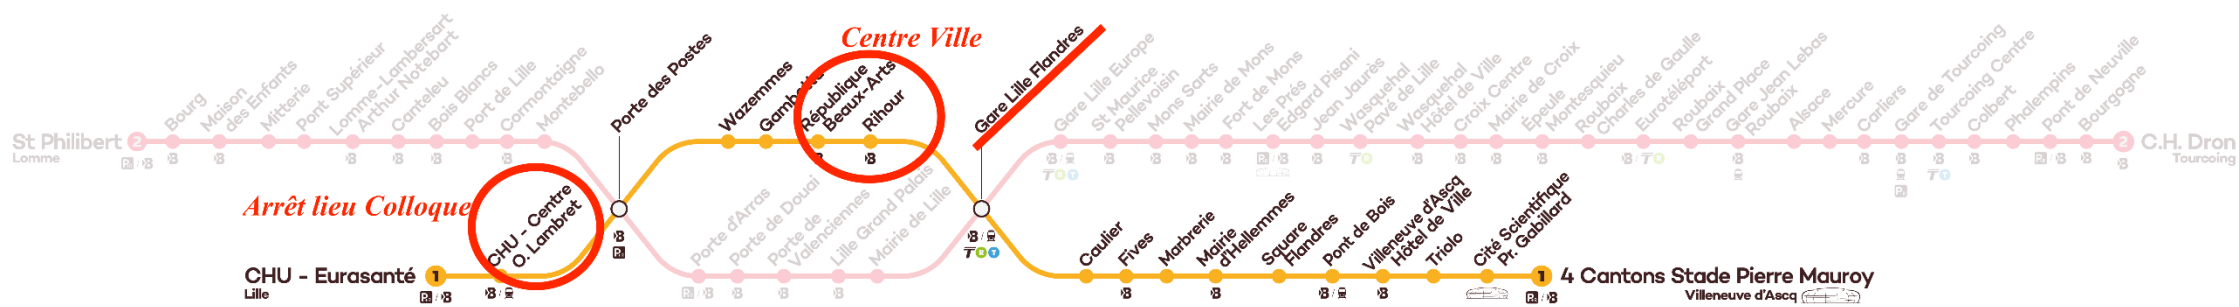 Centre Ville
Arrêt lieu Colloque
St Philibert
Lomme
2
Bourg
Maison
des Enfants
Mitterie
Pont Supérieur
Lomme-Lambersart
Arthur Notebart
Canteleu
Bois Blancs
Port de Lille
Cormontaigne
Montebello
Porte des Postes
Wazemmes
Gambetta
République
Beaux-Arts
Rihour
Gare Lille Flandres
Gare Lille Europe
St Maurice
Pellevoisin
Mons Sarts
Mairie de Mons
Fort de Mons
Les Prés
Edgard Pisani
Jean Jaurès
Wasquehal
Pavé de Lille
Wasquehal
Hôtel de Ville
Croix Centre
Mairie de Croix
Épeule
Montesquieu
Roubaix
Charles de Gaulle
Eurotéléport
Roubaix
Grand Place
Gare Jean Lebas
Roubaix
Alsace
Mercure
Carliers
Gare de Tourcoing
Tourcoing Centre
Colbert
Phalempins
Pont de Neuville
Bourgogne
2
C.H. Dron
Tourcoing
CHU - Eurasanté
Lille
1
CHU - Centre
O. Lambret
Porte d'Arras
Porte de Douai
Porte de
Valenciennes
Lille Grand Palais
Mairie de Lille
Caulier
Fives
Marbrerie
Mairie
d'Hellemmes
Square
Flandres
Pont de Bois
Villeneuve d'Ascq
Hôtel de Ville
Triolo
Cité Scientifique
Pr. Gabillard
1
4 Cantons Stade Pierre Mauroy
Villeneuve d'Ascq